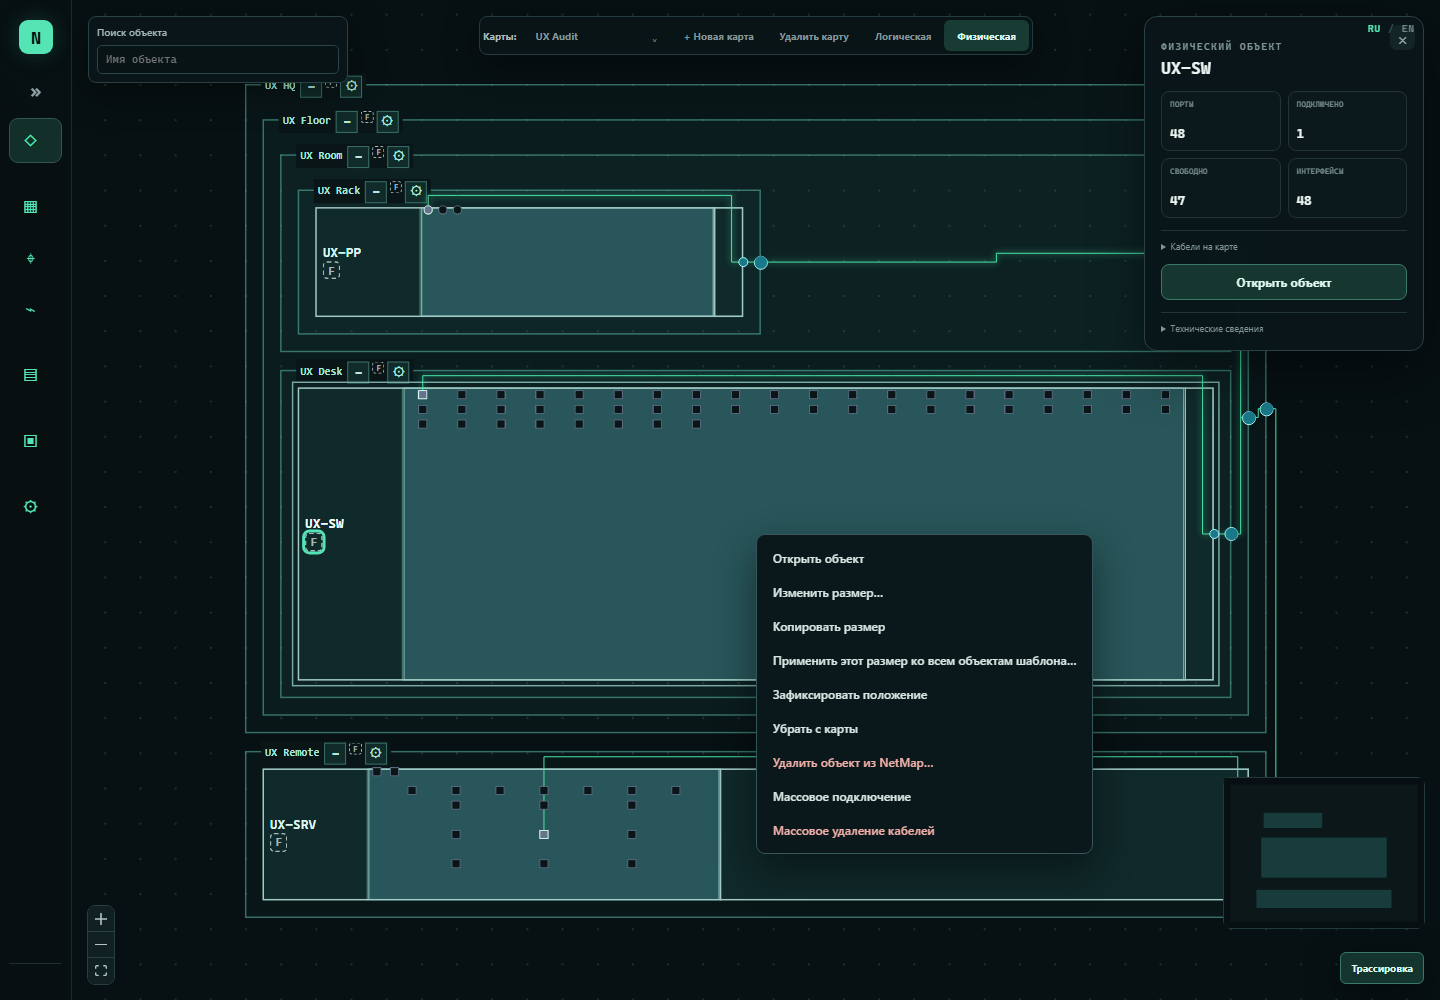 N
»
Поиск объекта
Имя объекта
Карты:
UX Audit
+ Новая карта
Удалить карту
Логическая
Физическая
RU / EN
×
ФИЗИЧЕСКИЙ ОБЪЕКТ
UX-SW
ПОРТЫ
48
ПОДКЛЮЧЕНО
1
СВОБОДНО
47
ИНТЕРФЕЙСЫ
48
Кабели на карте
Открыть объект
Технические сведения
UX HQ
UX Floor
F
UX Room
F
UX Rack
F
UX-PP
F
UX Desk
F
UX-SW
F
Открыть объект
Изменить размер...
Копировать размер
Применить этот размер ко всем объектам шаблона...
Зафиксировать положение
Убрать с карты
Удалить объект из NetMap...
Массовое подключение
Массовое удаление кабелей
UX Remote
F
UX-SRV
F
Трассировка